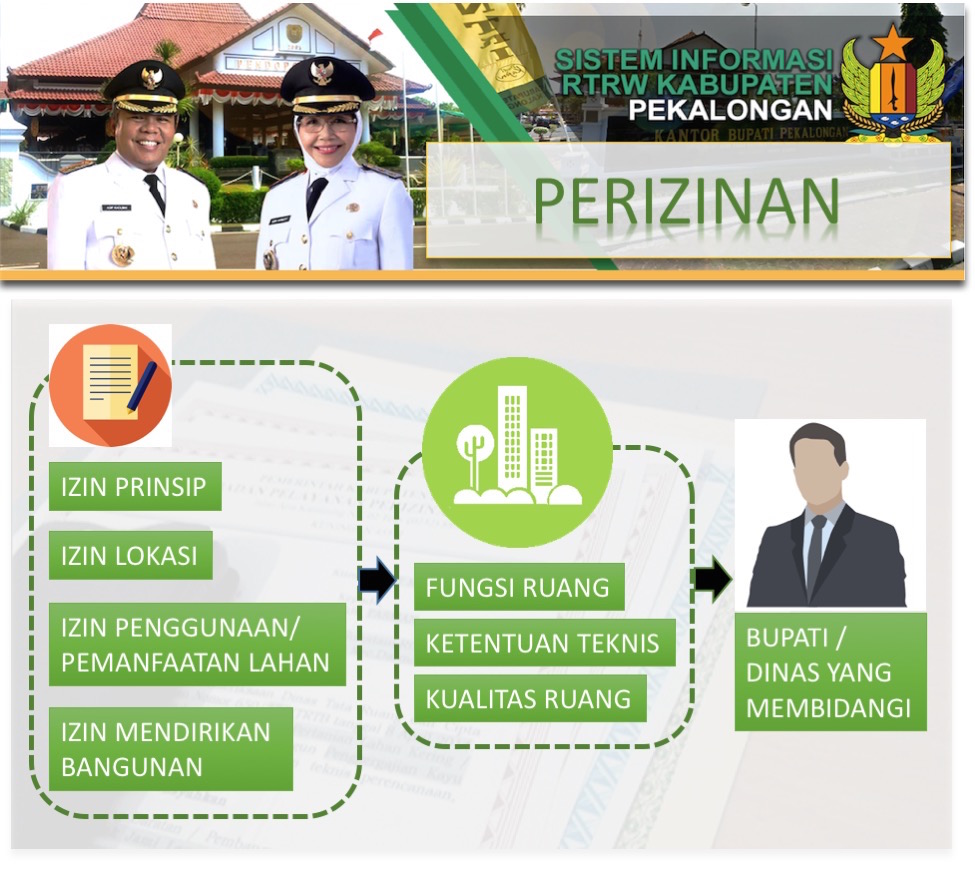 SISTEM INFORMASI
RTRW KABUPATEN
PEKALONGAN
KANTOR BUPATI PEKALONGAN
PERIZINAN
IZIN PRINSIP
IZIN LOKASI
IZIN PENGGUNAAN/
PEMANFAATAN LAHAN
IZIN MENDIRIKAN
BANGUNAN
FUNGSI RUANG
KETENTUAN TEKNIS
KUALITAS RUANG
BUPATI /
DINAS YANG
MEMBIDANGI